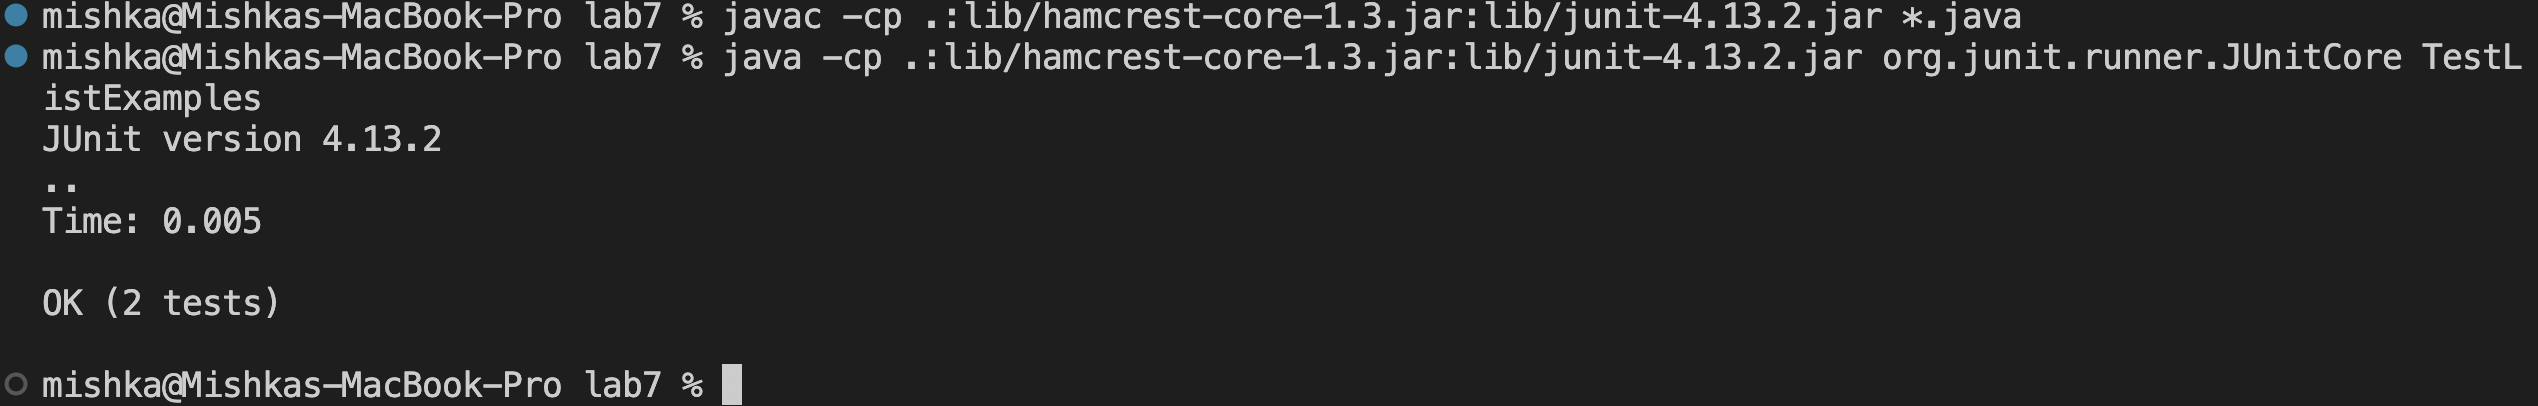 mishka@Mishkas-MacBook-Pro lab7 % javac -cp .:lib/hamcrest-core-1.3.jar:lib/junit-4.13.2.jar *.java
mishka@Mishkas-MacBook-Pro lab7 % java -cp .:lib/hamcrest-core-1.3.jar:lib/junit-4.13.2.jar org.junit.runner.JUnitCore TestL
istExamples
JUnit version 4.13.2
..
Time: 0.005
OK (2 tests)
mishka@Mishkas-MacBook-Pro lab7 %